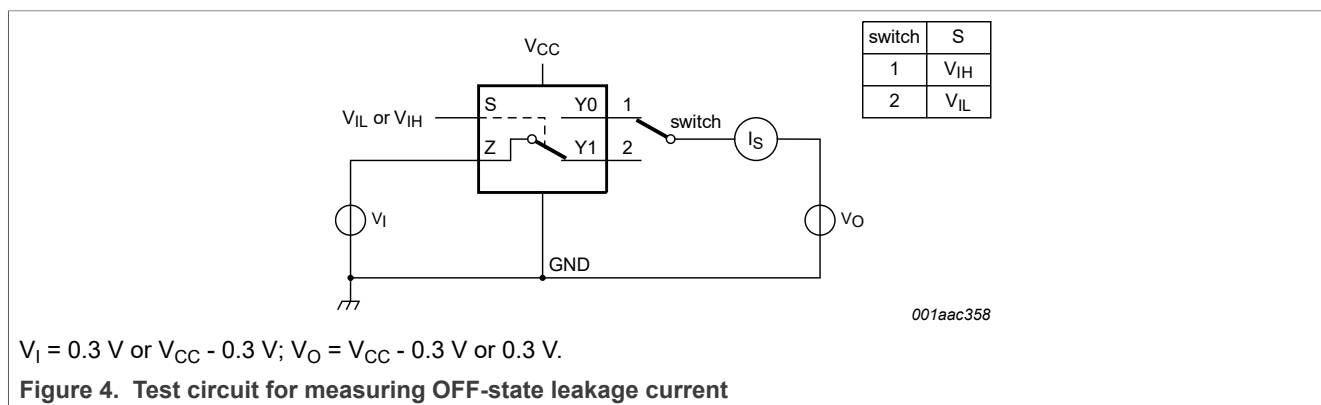 switch S
1 VIH
2 VIL
VCC
VIL or VIH
S Y0 1
switch
IS
Z Y1 2
VI
VO
GND
001aac358
VI = 0.3 V or VCC - 0.3 V; VO = VCC - 0.3 V or 0.3 V.
Figure 4. Test circuit for measuring OFF-state leakage current